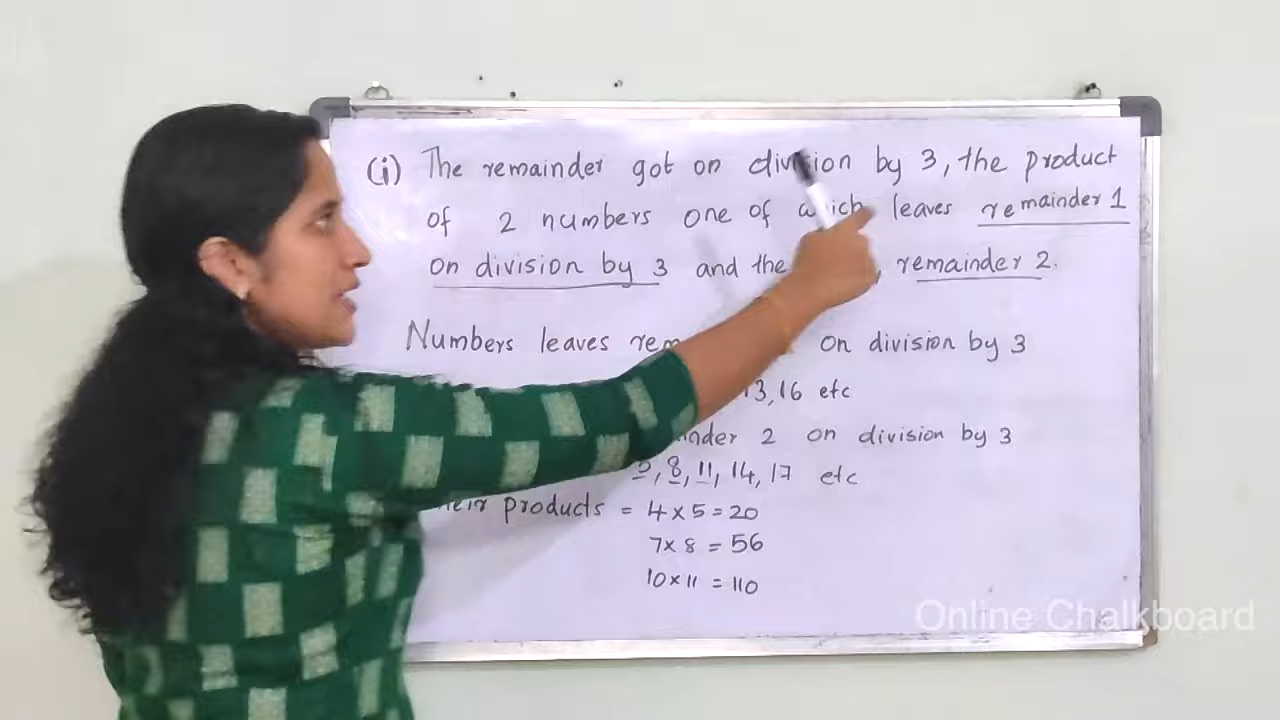 (i) The remainder got on division by 3, the product
of 2 numbers one of which leaves remainder 1
on division by 3 and the , remainder 2.
Numbers leaves on division by 3
13, 16 etc
2 on division by 3
5, 8, 11, 14, 17 etc
products = 4 x 5 = 20
7 x 8 = 56
10 x 11 = 110
Online Chalkboard